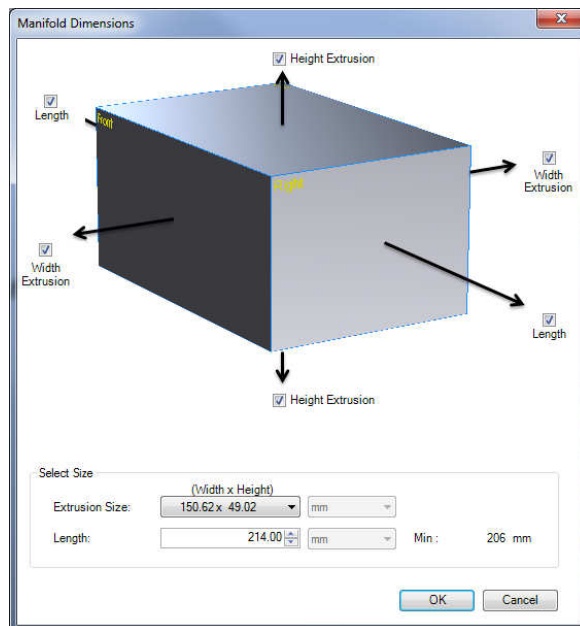 Manifold Dimensions
Height Extrusion
Length
Front
Right
Width
Extrusion
Width
Extrusion
Length
Height Extrusion
Select Size
(Width x Height)
Extrusion Size: 150.62 x 49.02 mm
Length: 214.00 mm Min : 206 mm
OK Cancel